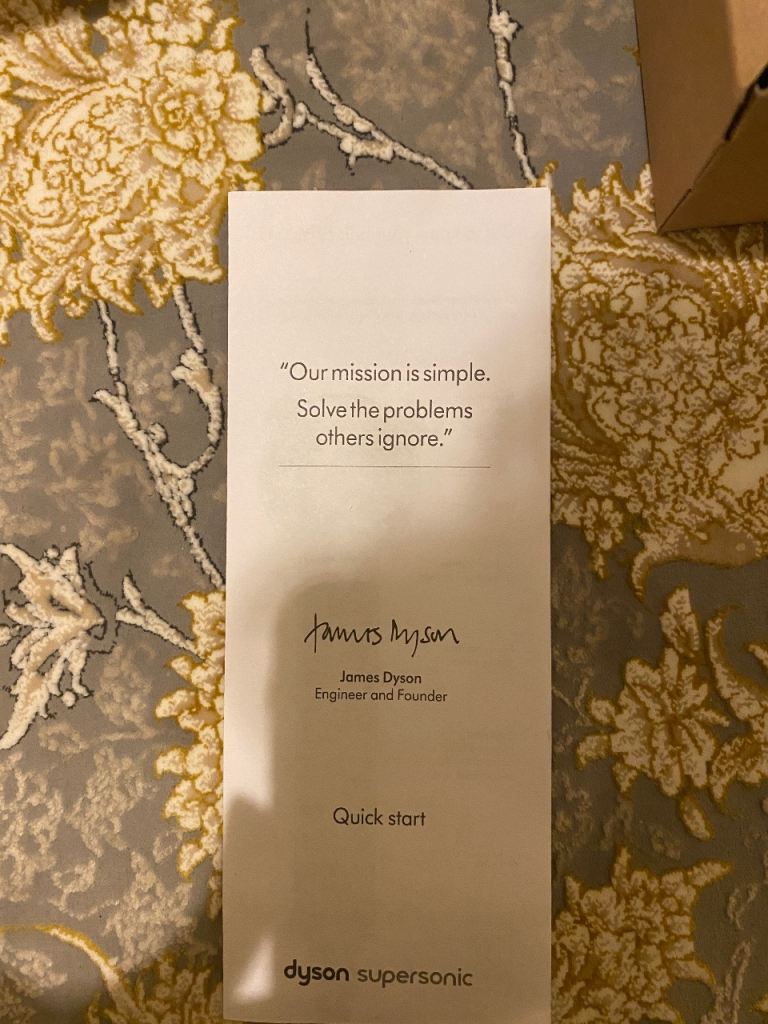 “Our mission is simple.
Solve the problems
others ignore.”
James Dyson
James Dyson
Engineer and Founder
Quick start
dyson supersonic